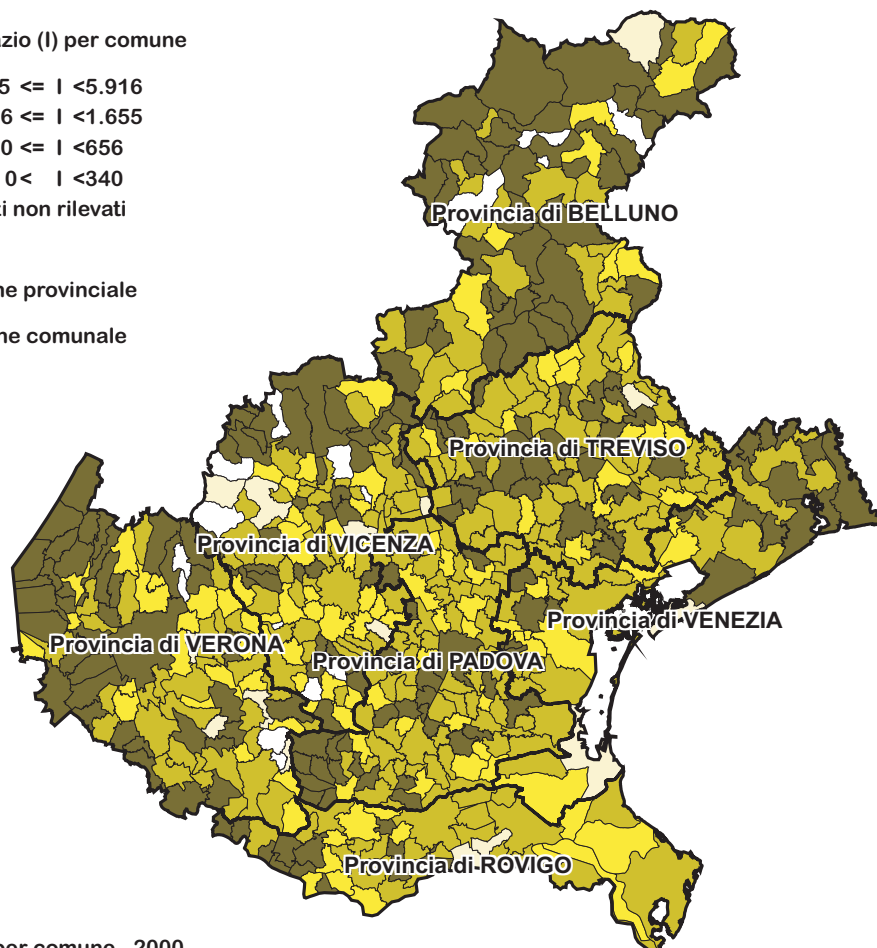 azio (I) per comune
5 <= I <5.916
6 <= I <1.655
0 <= I <656
0< I <340
i non rilevati
ne provinciale
ne comunale
Provincia di BELLUNO
Provincia di TREVISO
Provincia di VICENZA
Provincia di VENEZIA
Provincia di VERONA
Provincia di PADOVA
Provincia di ROVIGO
per comune 2000